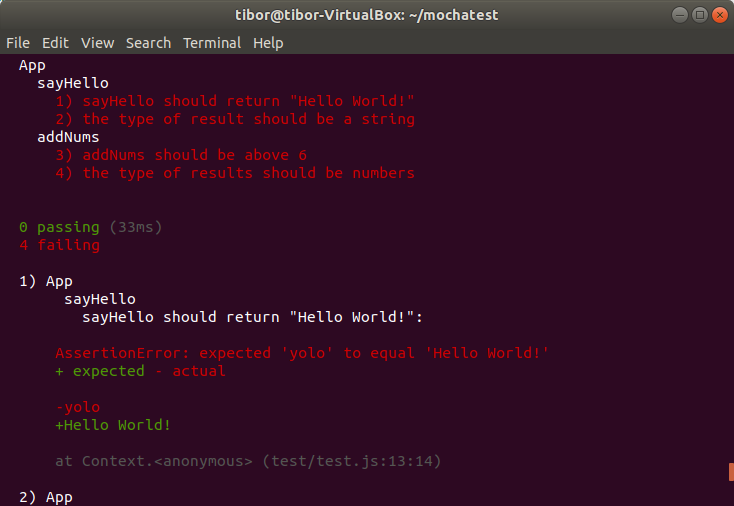 tibor@tibor-VirtualBox: ~/mochatest
File Edit View Search Terminal Help
App
sayHello
1) sayHello should return "Hello World!"
2) the type of result should be a string
addNums
3) addNums should be above 6
4) the type of results should be numbers
0 passing (33ms)
4 failing
1) App
sayHello
sayHello should return "Hello World!":
AssertionError: expected 'yolo' to equal 'Hello World!'
+ expected - actual
-yolo
+Hello World!
at Context.<anonymous> (test/test.js:13:14)
2) App